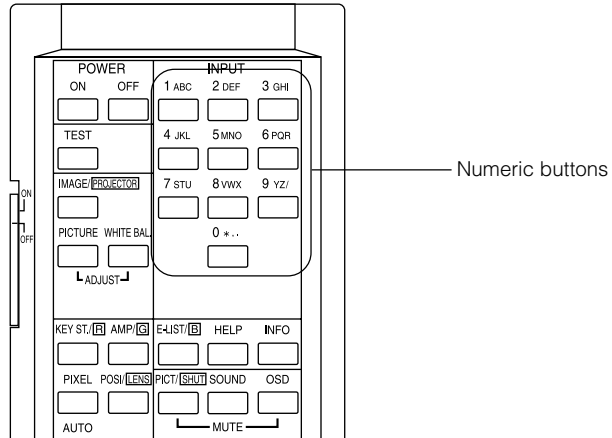 POWER INPUT
ON OFF 1 ABC 2 DEF 3 GHI
TEST 4 JKL 5 MNO 6 PQR
Numeric buttons
IMAGE/PROJECTOR 7 STU 8 VWX 9 YZ/
ON
OFF
PICTURE WHITE BAL. 0 *..
ADJUST
KEY ST./R AMP/G E-LIST/B HELP INFO
PIXEL POSI/LENS PICT/SHUT SOUND OSD
AUTO MUTE